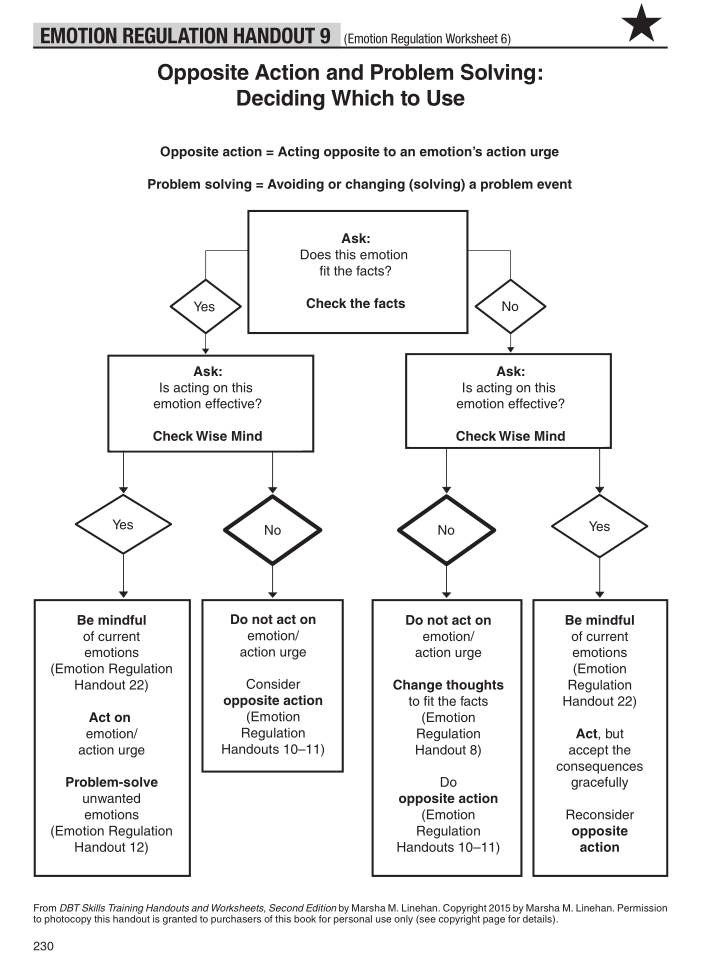 EMOTION REGULATION HANDOUT 9 (Emotion Regulation Worksheet 6)
Opposite Action and Problem Solving:
Deciding Which to Use
Opposite action = Acting opposite to an emotion's action urge
Problem solving = Avoiding or changing (solving) a problem event
Ask:
Does this emotion
fit the facts?
Check the facts
Yes
No
Ask:
Is acting on this
emotion effective?
Check Wise Mind
Ask:
Is acting on this
emotion effective?
Check Wise Mind
Yes
No
No
Yes
Be mindful
of current
emotions
(Emotion Regulation
Handout 22)
Act on
emotion/
action urge
Problem-solve
unwanted
emotions
(Emotion Regulation
Handout 12)
Do not act on
emotion/
action urge
Consider
opposite action
(Emotion
Regulation
Handouts 10–11)
Do not act on
emotion/
action urge
Change thoughts
to fit the facts
(Emotion
Regulation
Handout 8)
Do
opposite action
(Emotion
Regulation
Handouts 10–11)
Be mindful
of current
emotions
(Emotion
Regulation
Handout 22)
Act, but
accept the
consequences
gracefully
Reconsider
opposite
action
From DBT Skills Training Handouts and Worksheets, Second Edition by Marsha M. Linehan. Copyright 2015 by Marsha M. Linehan. Permission
to photocopy this handout is granted to purchasers of this book for personal use only (see copyright page for details).
230